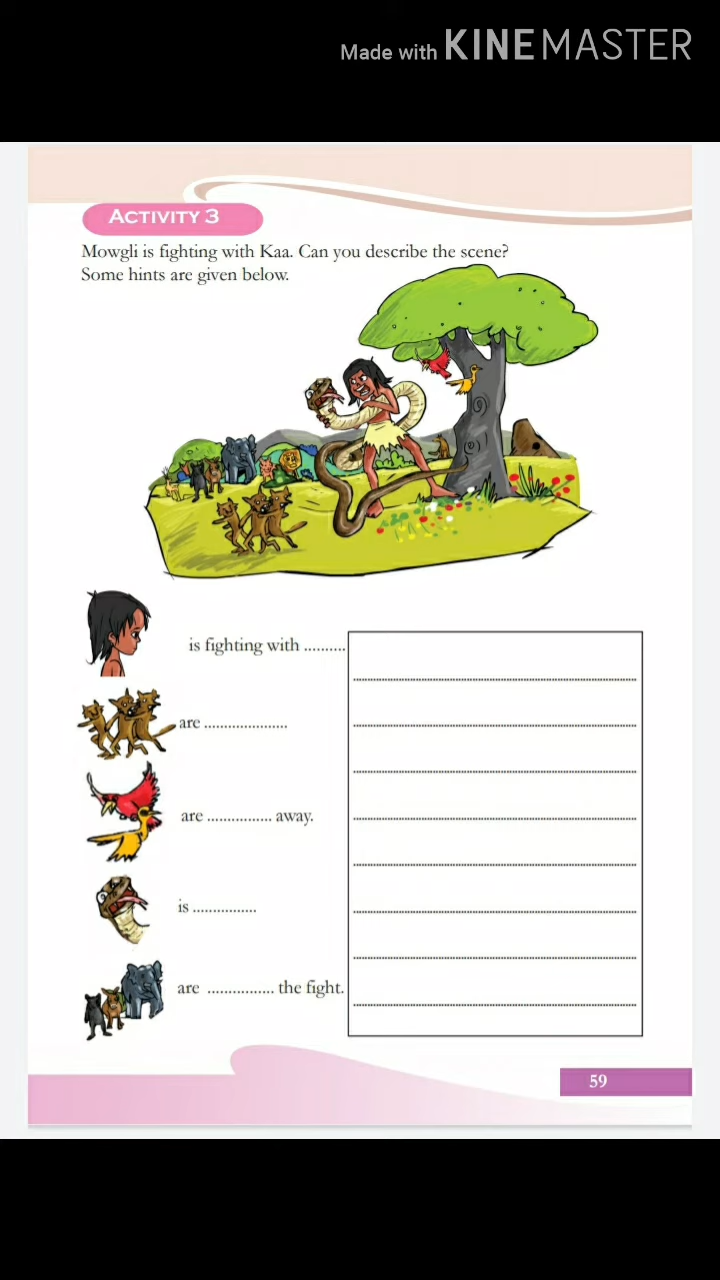 Made with KINEMASTER
ACTIVITY 3
Mowgli is fighting with Kaa. Can you describe the scene?
Some hints are given below.
is fighting with ..........
are .....................
are ................ away.
is ................
are ................ the fight.
59